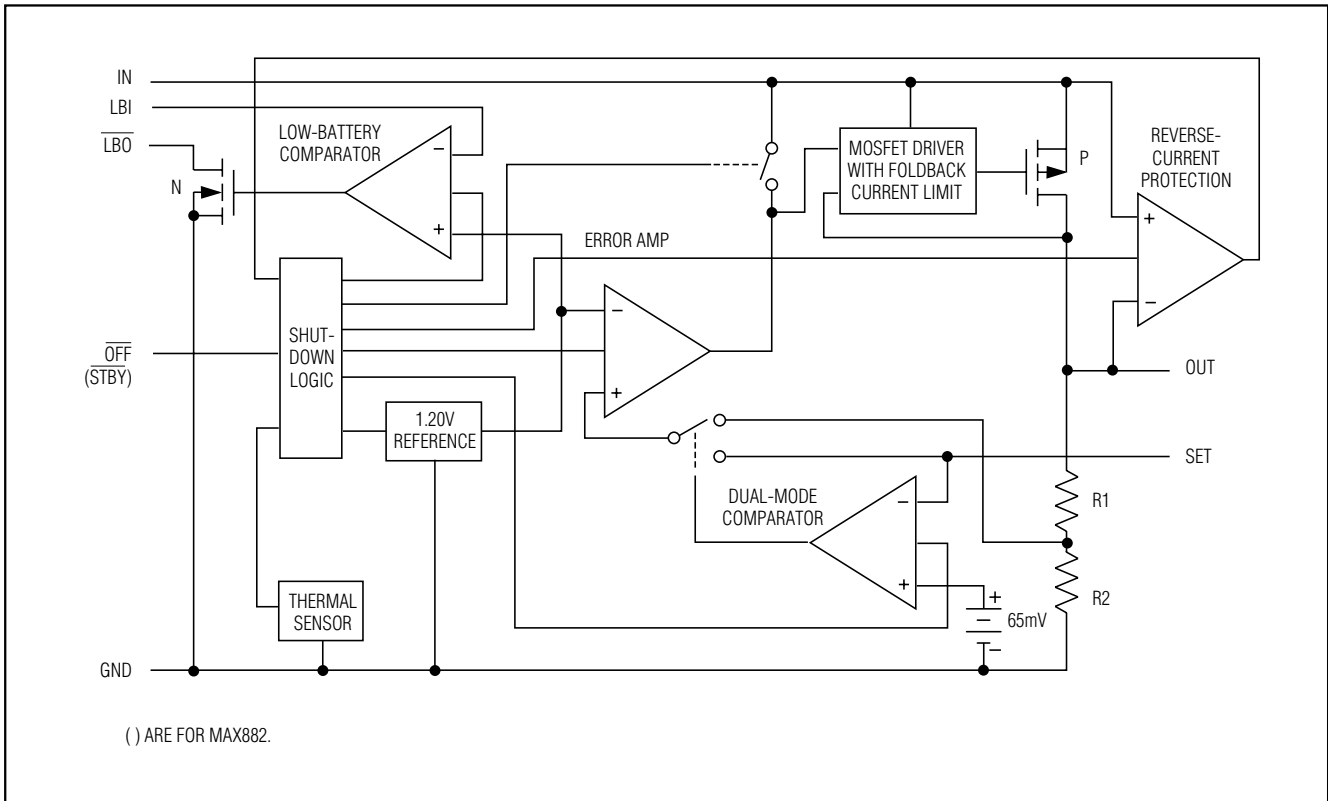 IN
LBI
LBO
N
LOW-BATTERY
COMPARATOR
−
+
MOSFET DRIVER
WITH FOLDBACK
CURRENT LIMIT
P
REVERSE-
CURRENT
PROTECTION
+
−
ERROR AMP
−
+
SHUT-
DOWN
LOGIC
OFF
(STBY)
1.20V
REFERENCE
OUT
SET
DUAL-MODE
COMPARATOR
−
+
R1
R2
+
−
65mV
THERMAL
SENSOR
GND
( ) ARE FOR MAX882.